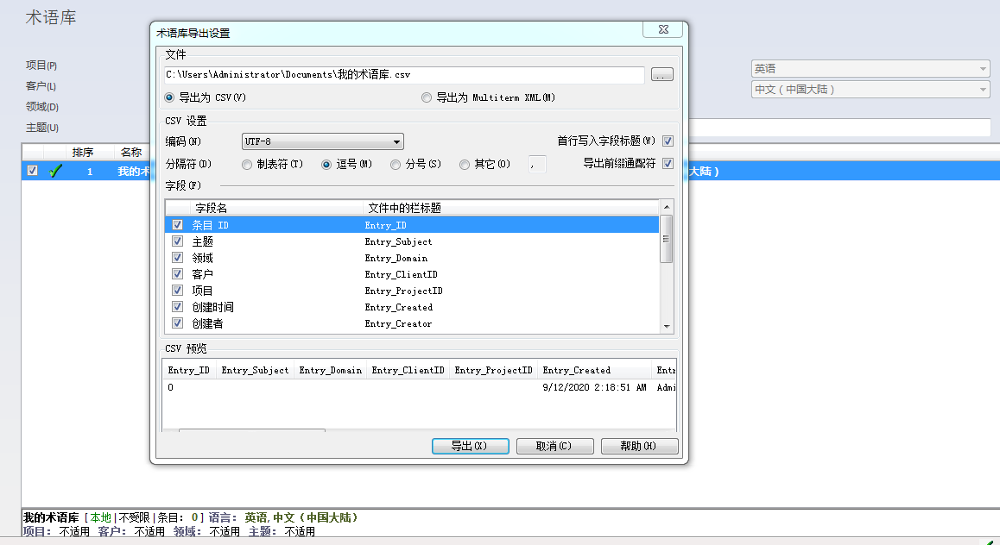 术语库
术语库导出设置
文件
项目(P)
英语
C:\Users\Administrator\Documents\我的术语库.csv
..
客户(L)
中文（中国大陆）
导出为 CSV(V)
导出为 Multiterm XML(M)
领域(D)
CSV 设置
主题(U)
编码(N)
UTF-8
首行写入字段标题(W)
排序 名称
分隔符(D)
制表符(T)
逗号(M)
分号(S)
其它(O)
,
导出前缀通配符
1 我的术
大陆）
字段(F)
字段名 文件中的栏标题
条目 ID Entry_ID
主题 Entry_Subject
领域 Entry_Domain
客户 Entry_ClientID
项目 Entry_ProjectID
创建时间 Entry_Created
创建者 Entry_Creator
CSV 预览
Entry_ID Entry_Subject Entry_Domain Entry_ClientID Entry_ProjectID Entry_Created Entr
0 9/12/2020 2:18:51 AM Admi
导出(X) 取消(C) 帮助(H)
我的术语库 [本地|不受限|条目: 0] 语言: 英语,中文（中国大陆）
项目: 不适用 客户: 不适用 领域: 不适用 主题: 不适用